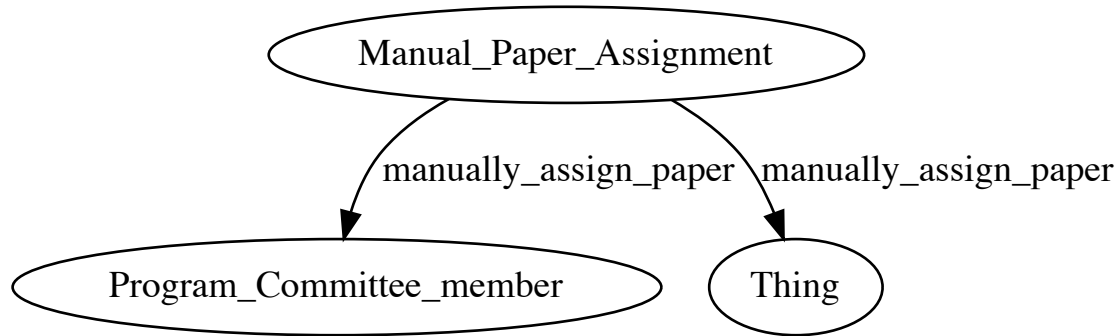 Manual_Paper_Assignment
manually_assign_paper manually_assign_paper
Program_Committee_member Thing